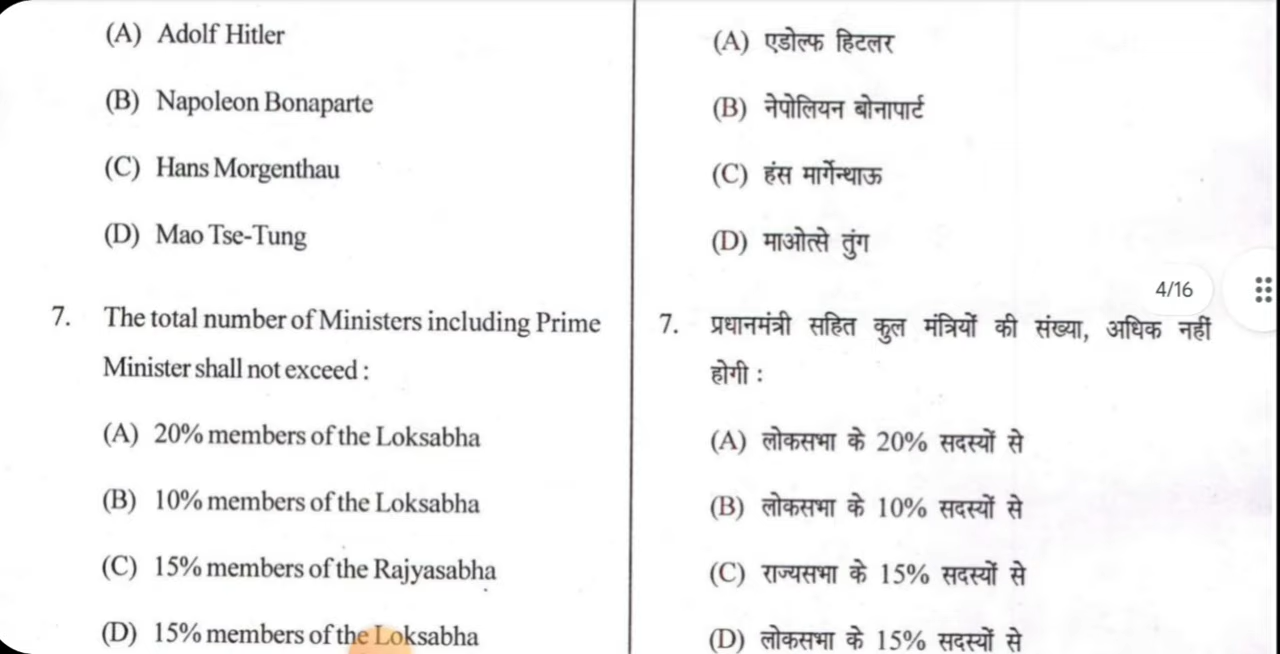 (A) Adolf Hitler
(B) Napoleon Bonaparte
(C) Hans Morgenthau
(D) Mao Tse-Tung
7. The total number of Ministers including Prime
Minister shall not exceed :
(A) 20% members of the Loksabha
(B) 10% members of the Loksabha
(C) 15% members of the Rajyasabha
(D) 15% members of the Loksabha
(A) एडोल्फ हिटलर
(B) नेपोलियन बोनापार्ट
(C) हंस मार्गेन्थाऊ
(D) माओत्से तुंग
4/16
7. प्रधानमंत्री सहित कुल मंत्रियों की संख्या, अधिक नहीं
होगी :
(A) लोकसभा के 20% सदस्यों से
(B) लोकसभा के 10% सदस्यों से
(C) राज्यसभा के 15% सदस्यों से
(D) लोकसभा के 15% सदस्यों से